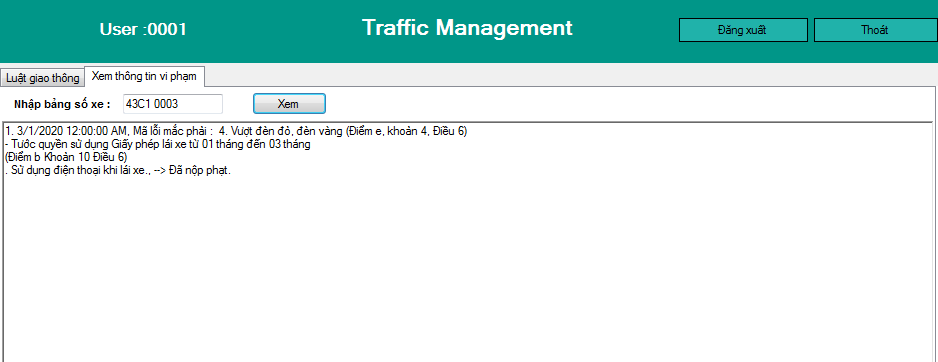 User :0001
Traffic Management
Đăng xuất
Thoát
Luật giao thông
Xem thông tin vi phạm
Nhập bảng số xe :
43C1 0003
Xem
1. 3/1/2020 12:00:00 AM, Mã lỗi mắc phải :  4. Vượt đèn đỏ, đèn vàng (Điểm e, khoản 4, Điều 6)
- Tước quyền sử dụng Giấy phép lái xe từ 01 tháng đến 03 tháng
(Điểm b Khoản 10 Điều 6)
. Sử dụng điện thoại khi lái xe., --> Đã nộp phạt.